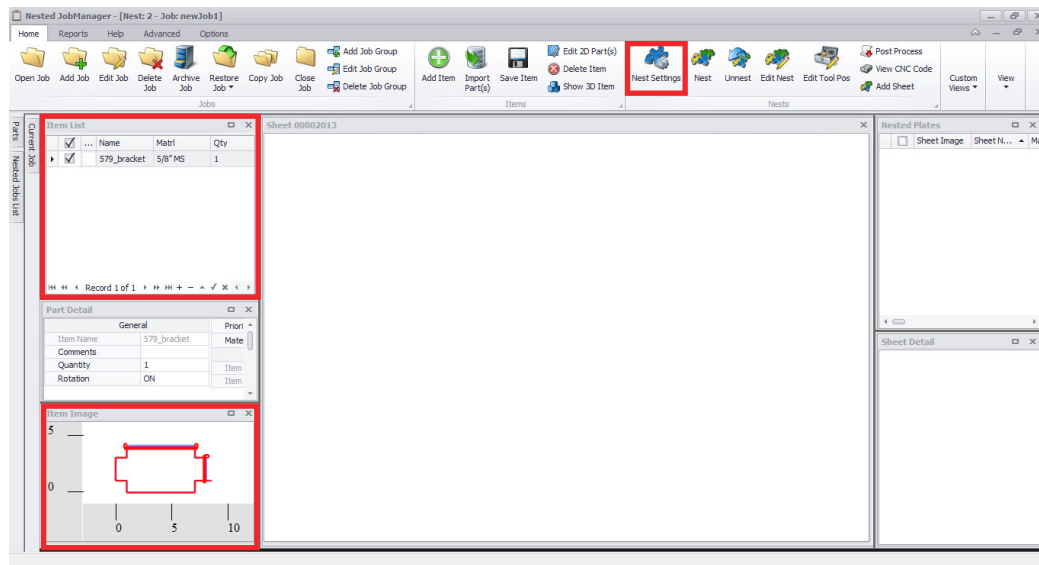 Nested JobManager - [Nest: 2 - Job: newJob1]
Home Reports Help Advanced Options
Open Job
Add Job
Edit Job
Delete Job
Archive Job
Restore Job
Copy Job
Close Job
Add Job Group
Edit Job Group
Delete Job Group
Jobs
Add Item
Import Part(s)
Save Item
Edit 2D Part(s)
Delete Item
Show 3D Item
Items
Nest Settings
Nest
Unnest
Edit Nest
Edit Tool Pos
Post Process
View CNC Code
Add Sheet
Nests
Custom Views
View
Parts
Nested Jobs List
Current Job
Item List
... Name Matrl Qty
579_bracket 5/8" MS 1
Record 1 of 1
Part Detail
General
Item Name 579_bracket
Comments
Quantity 1
Rotation ON
Priori
Mate
Item
Item
Item Image
5
0
0 5 10
Sheet 00002013
Nested Plates
Sheet Image Sheet N... Ma
Sheet Detail